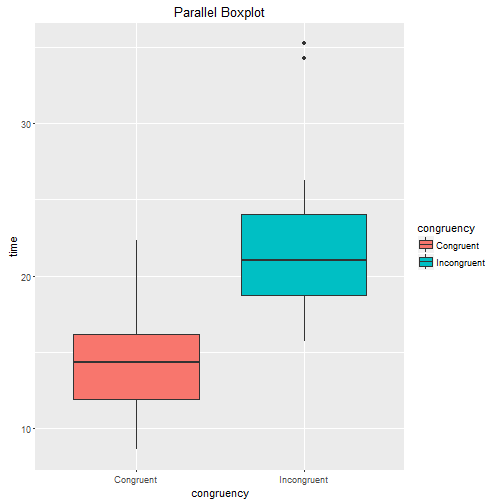 Parallel Boxplot
30
20
10
time
Congruent
Incongruent
congruency
congruency
Congruent
Incongruent